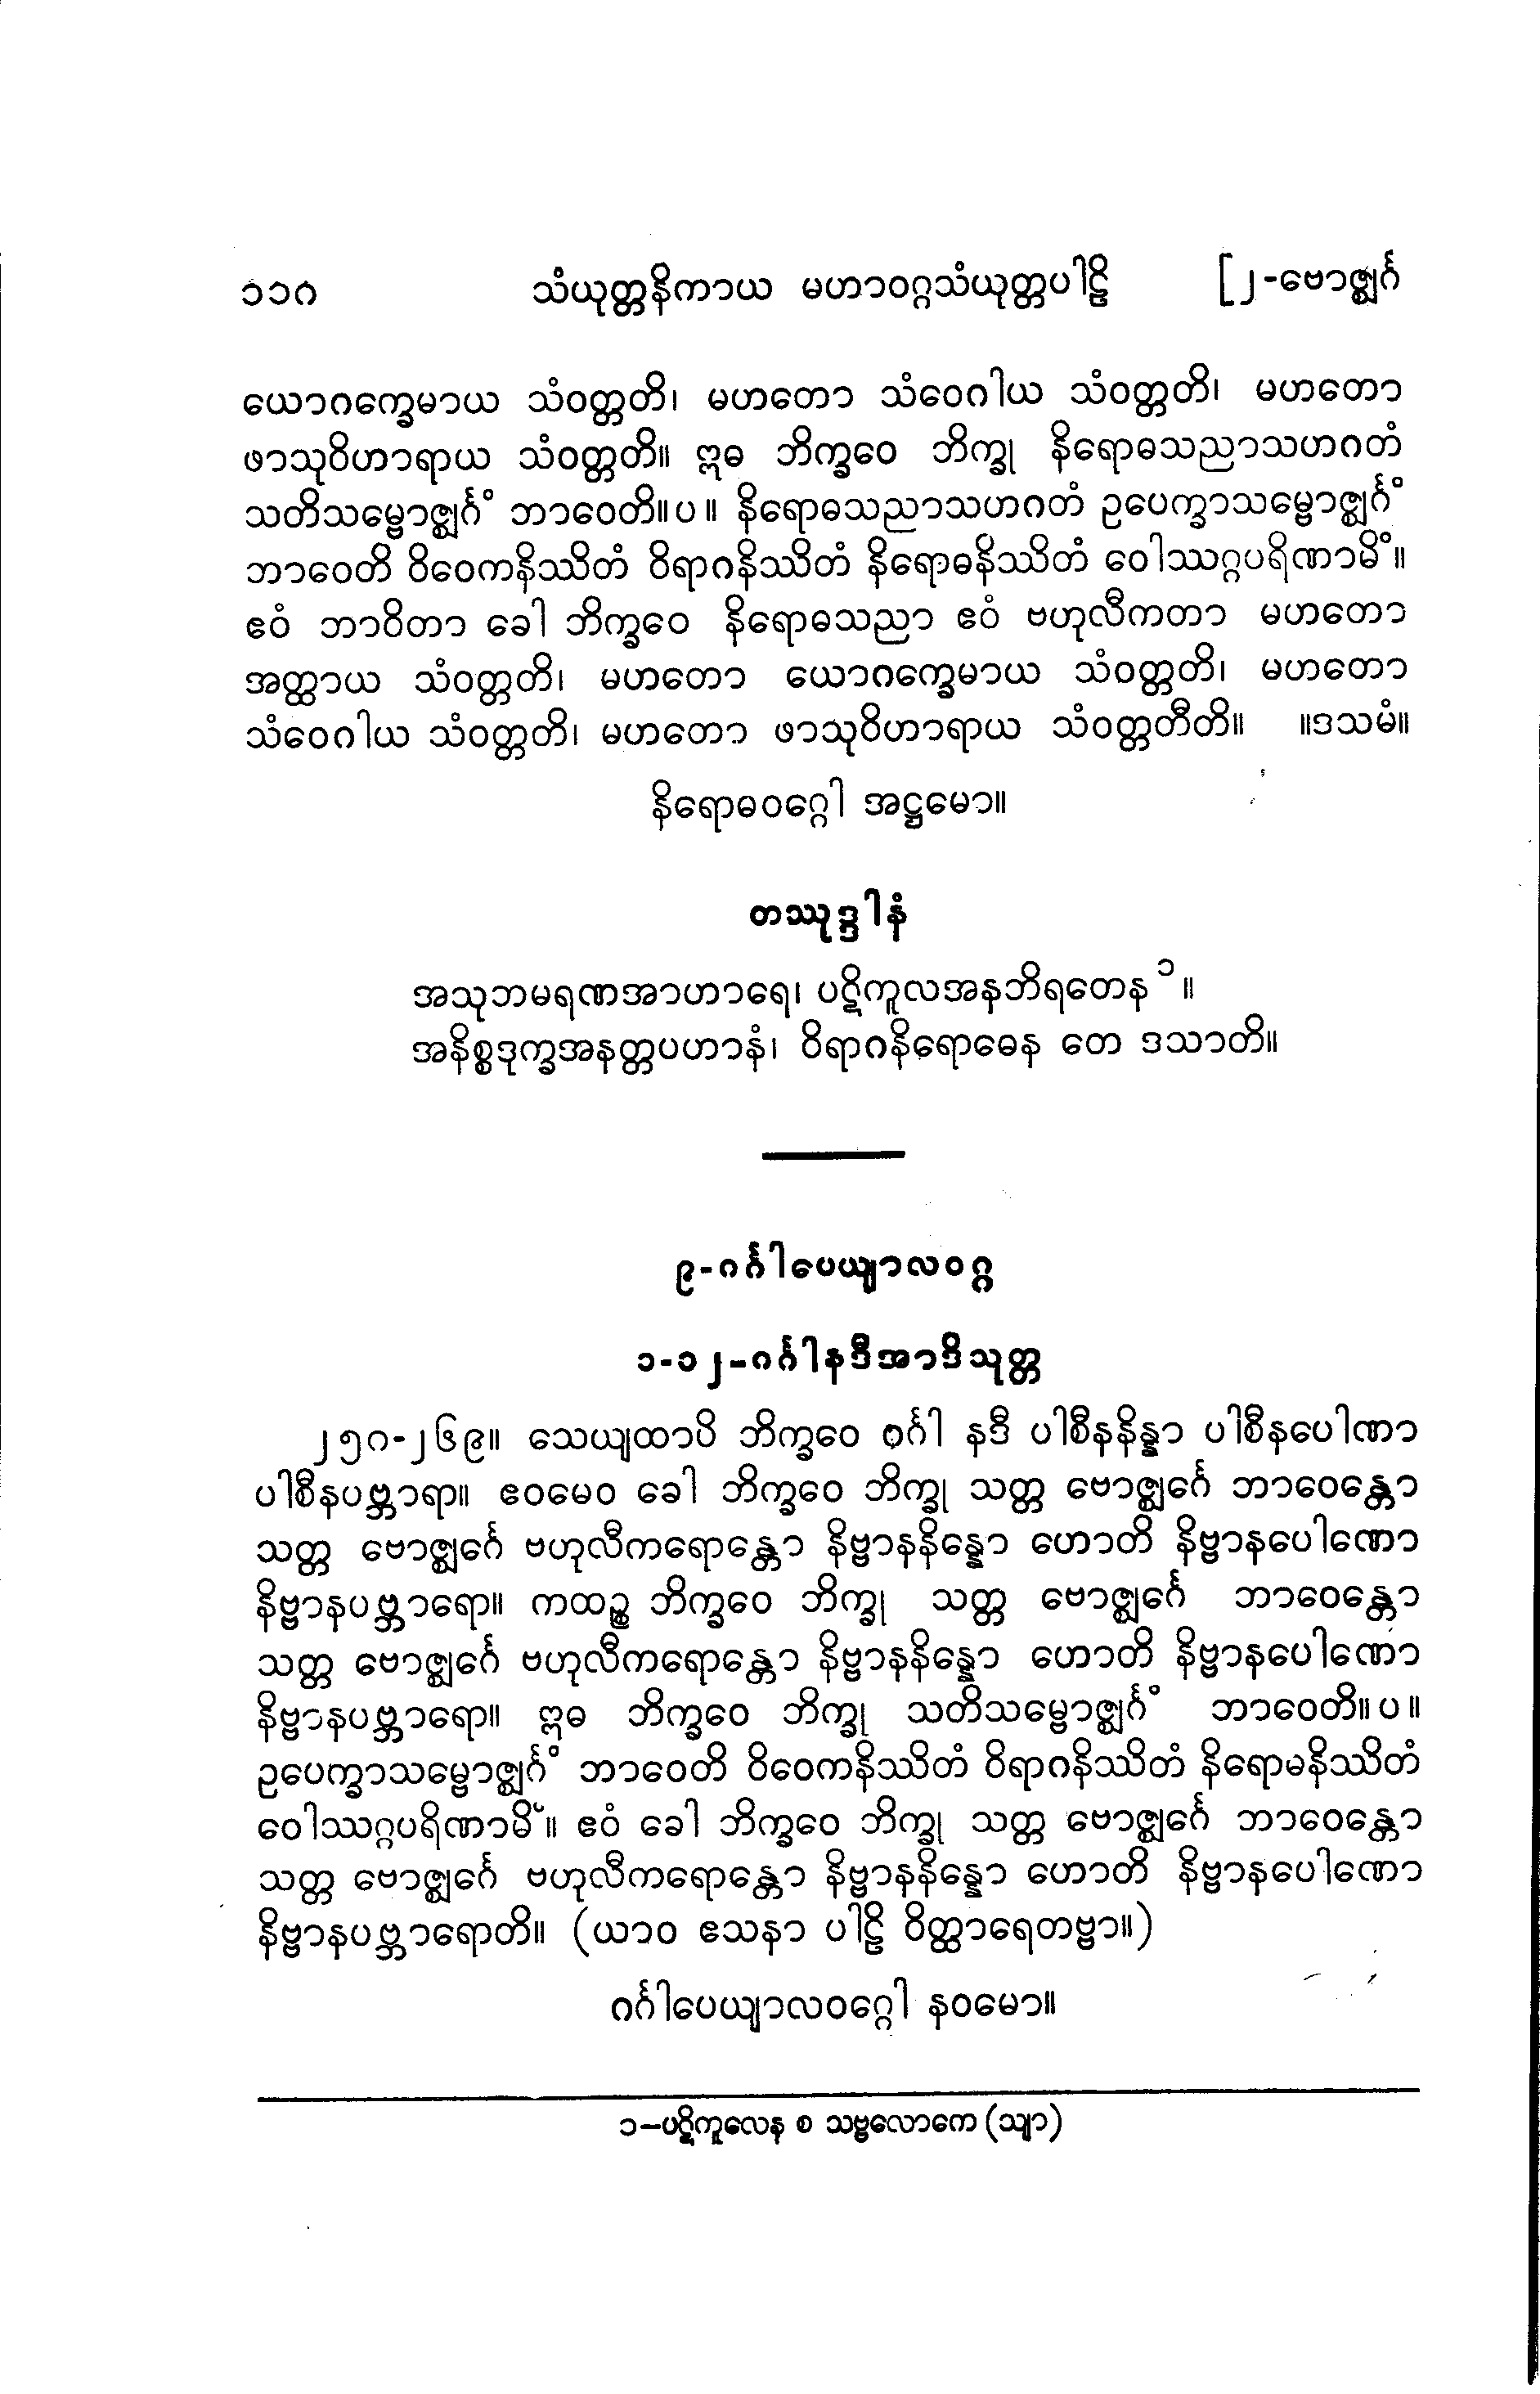 ၁၁၈ သံယုတ္တနိကာယ မဟာဝဂ္ဂသံယုတ္တပါဠိ [၂-ဗောဇ္ဈင်္ဂ
ယောဂက္ခေမာယ သံဝတ္တတိ၊ မဟတော သံဝေဂါယ သံဝတ္တတိ၊ မဟတော
ဖာသုဝိဟာရာယ သံဝတ္တတိ။ ဣဓ ဘိက္ခဝေ ဘိက္ခု နိရောဓသညာသဟဂတံ
သတိသမ္ဗောဇ္ဈင်္ဂံ ဘာဝေတိ။ပ။ နိရောဓသညာသဟဂတံ ဥပေက္ခာသမ္ဗောဇ္ဈင်္ဂံ
ဘာဝေတိ ဝိဝေကနိဿိတံ ဝိရာဂနိဿိတံ နိရောဓနိဿိတံ ဝေါဿဂ္ဂပရိဏာမိံ။
ဧဝံ ဘာဝိတာ ခေါ ဘိက္ခဝေ နိရောဓသညာ ဧဝံ ဗဟုလီကတာ မဟတော
အတ္ထာယ သံဝတ္တတိ၊ မဟတော ယောဂက္ခေမာယ သံဝတ္တတိ၊ မဟတော
သံဝေဂါယ သံဝတ္တတိ၊ မဟတော ဖာသုဝိဟာရာယ သံဝတ္တတီတိ။ ။ဒသမံ။
နိရောဓဝဂ္ဂေါ အဋ္ဌမော။
တဿုဒ္ဒါနံ
အသုဘမရဏအာဟာရေ၊ ပဋိကူလအနဘိရတေန ၁ ။
အနိစ္စဒုက္ခအနတ္တပဟာနံ၊ ဝိရာဂနိရောဓေန တေ ဒသာတိ။
၉-ဂင်္ဂါပေယျာလဝဂ္ဂ
၁-၁၂-ဂင်္ဂါနဒီအာဒိသုတ္တ
၂၅၈-၂၆၉။ သေယျထာပိ ဘိက္ခဝေ ဂင်္ဂါ နဒီ ပါစီနနိန္နာ ပါစီနပေါဏာ
ပါစီနပဗ္ဘာရာ။ ဧဝမေဝ ခေါ ဘိက္ခဝေ ဘိက္ခု သတ္တ ဗောဇ္ဈင်္ဂေ ဘာဝေန္တော
သတ္တ ဗောဇ္ဈင်္ဂေ ဗဟုလီကရောန္တော နိဗ္ဗာနနိန္နော ဟောတိ နိဗ္ဗာနပေါဏော
နိဗ္ဗာနပဗ္ဘာရော။ ကထဉ္စ ဘိက္ခဝေ ဘိက္ခု သတ္တ ဗောဇ္ဈင်္ဂေ ဘာဝေန္တော
သတ္တ ဗောဇ္ဈင်္ဂေ ဗဟုလီကရောန္တော နိဗ္ဗာနနိန္နော ဟောတိ နိဗ္ဗာနပေါဏော
နိဗ္ဗာနပဗ္ဘာရော။ ဣဓ ဘိက္ခဝေ ဘိက္ခု သတိသမ္ဗောဇ္ဈင်္ဂံ ဘာဝေတိ။ပ။
ဥပေက္ခာသမ္ဗောဇ္ဈင်္ဂံ ဘာဝေတိ ဝိဝေကနိဿိတံ ဝိရာဂနိဿိတံ နိရောဓနိဿိတံ
ဝေါဿဂ္ဂပရိဏာမိံ။ ဧဝံ ခေါ ဘိက္ခဝေ ဘိက္ခု သတ္တ ဗောဇ္ဈင်္ဂေ ဘာဝေန္တော
သတ္တ ဗောဇ္ဈင်္ဂေ ဗဟုလီကရောန္တော နိဗ္ဗာနနိန္နော ဟောတိ နိဗ္ဗာနပေါဏော
နိဗ္ဗာနပဗ္ဘာရောတိ။ (ယာဝ ဧသနာ ပါဠိ ဝိတ္ထာရေတဗ္ဗာ။)
ဂင်္ဂါပေယျာလဝဂ္ဂေါ နဝမော။
၁−ပဋိကူလေန စ သဗ္ဗလောကေ (သျာ)